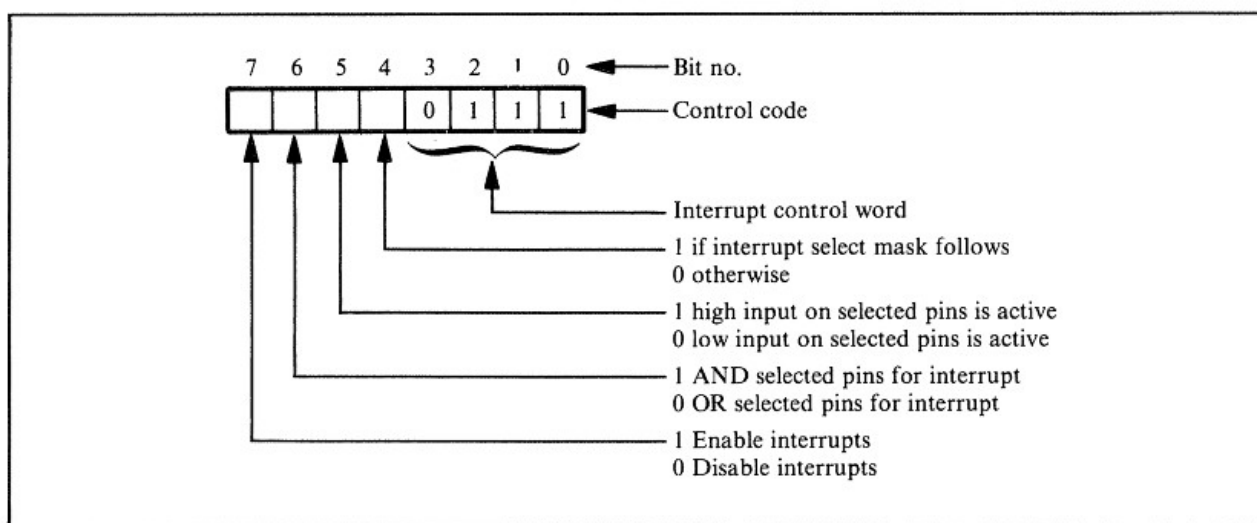 7 6 5 4 3 2 1 0 Bit no.
0 1 1 1 Control code
Interrupt control word
1 if interrupt select mask follows
0 otherwise
1 high input on selected pins is active
0 low input on selected pins is active
1 AND selected pins for interrupt
0 OR selected pins for interrupt
1 Enable interrupts
0 Disable interrupts